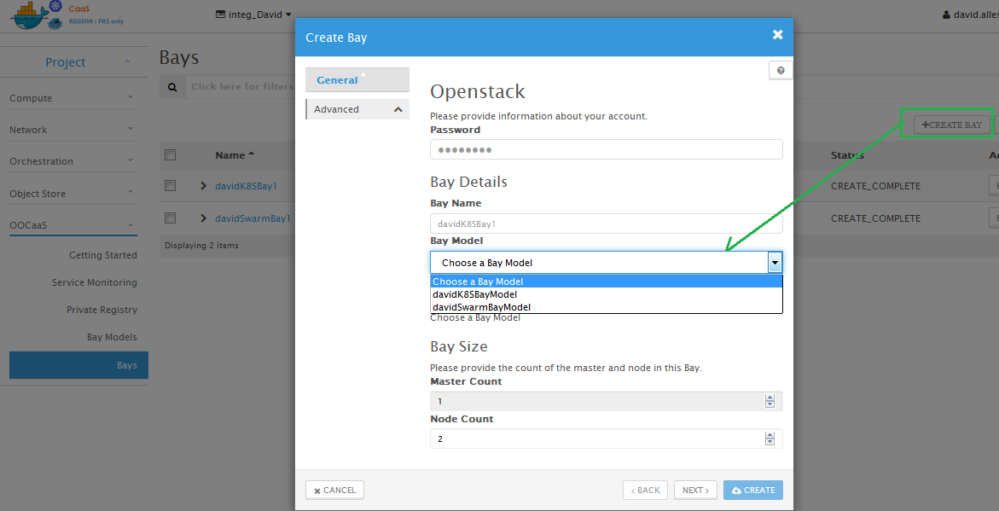 CaaS
REGION : FR1 only
integ_David
Project
Compute
Network
Orchestration
Object Store
OOCaaS
Getting Started
Service Monitoring
Private Registry
Bay Models
Bays
Bays
Click here for filters
Name
davidK8SBay1
davidSwarmBay1
Displaying 2 items
Create Bay
General *
Advanced
Openstack
Please provide information about your account.
Password
Bay Details
Bay Name
davidK8SBay1
Bay Model
Choose a Bay Model
Choose a Bay Model
davidK8SBayModel
davidSwarmBayModel
Choose a Bay Model
Bay Size
Please provide the count of the master and node in this Bay.
Master Count
1
Node Count
2
× CANCEL
‹ BACK
NEXT ›
CREATE
david.alles
+CREATE BAY
Status
CREATE_COMPLETE
CREATE_COMPLETE